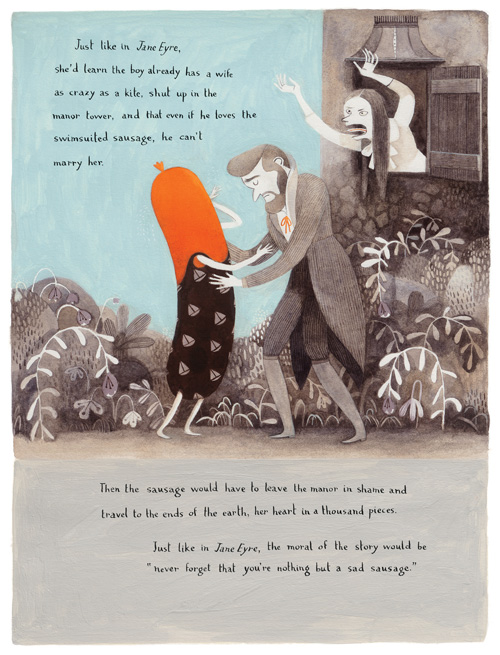 Just like in Jane Eyre,
she'd learn the boy already has a wife
as crazy as a kite, shut up in the
manor tower, and that even if he loves the
swimsuited sausage, he can't
marry her.
Then the sausage would have to leave the manor in shame and
travel to the ends of the earth, her heart in a thousand pieces.
Just like in Jane Eyre, the moral of the story would be
"never forget that you're nothing but a sad sausage."